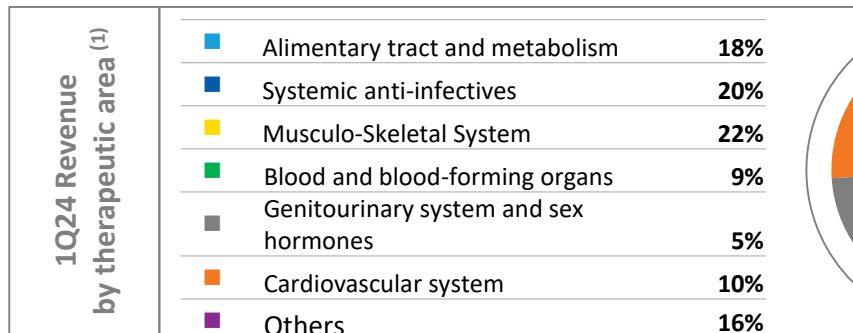 1Q24 Revenue
by therapeutic area (1)
Alimentary tract and metabolism 18%
Systemic anti-infectives 20%
Musculo-Skeletal System 22%
Blood and blood-forming organs 9%
Genitourinary system and sex
hormones 5%
Cardiovascular system 10%
Others 16%